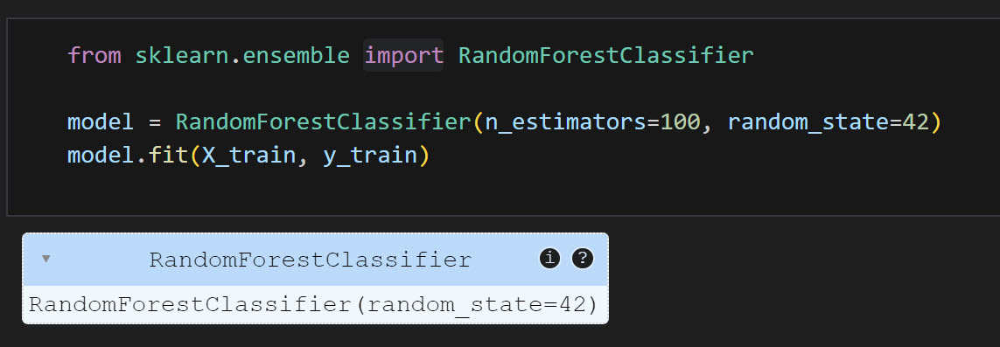 from sklearn.ensemble import RandomForestClassifier
model = RandomForestClassifier(n_estimators=100, random_state=42)
model.fit(X_train, y_train)
▾ RandomForestClassifier i ?
RandomForestClassifier(random_state=42)